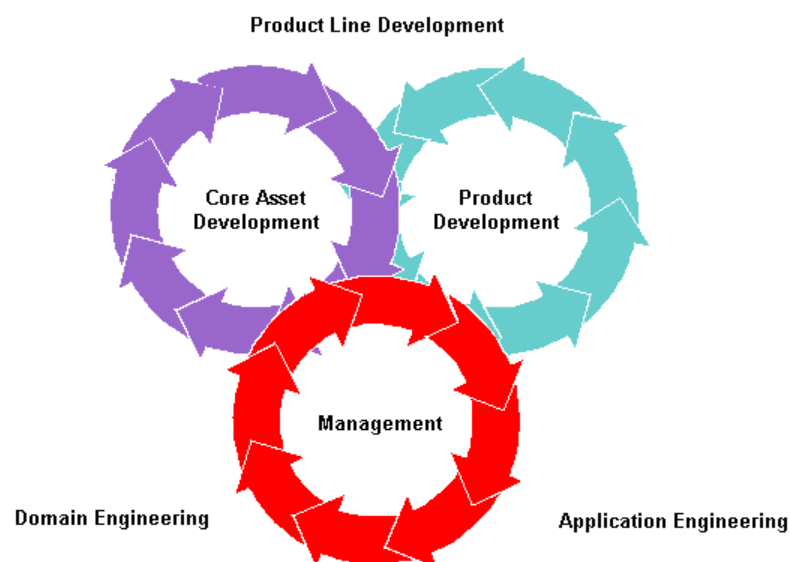 Product Line Development
Core Asset
Development
Product
Development
Management
Domain Engineering
Application Engineering